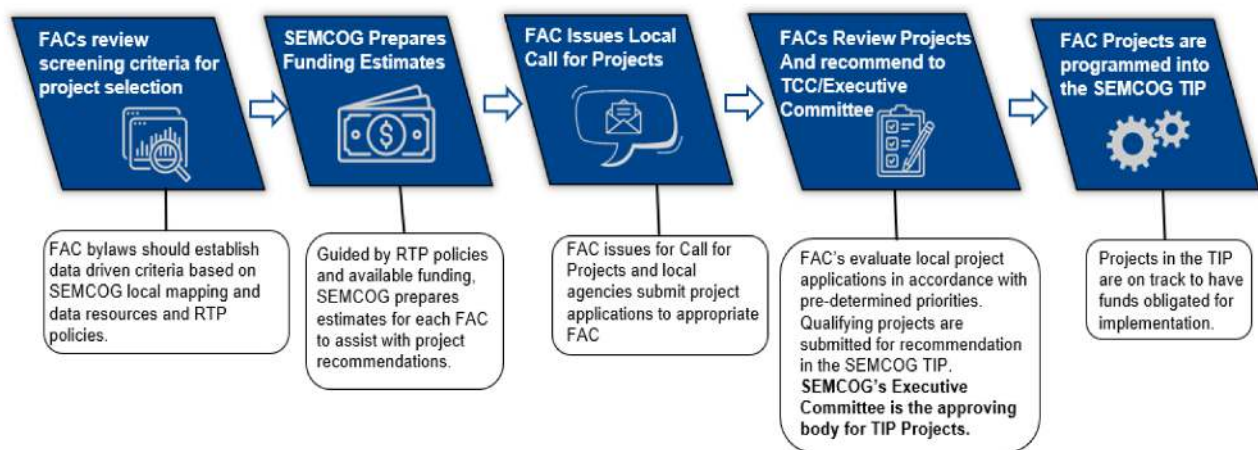 FACs review
screening criteria for
project selection
SEMCOG Prepares
Funding Estimates
FAC Issues Local
Call for Projects
FACs Review Projects
And recommend to
TCC/Executive
Committee
FAC Projects are
programmed into
the SEMCOG TIP
FAC bylaws should establish
data driven criteria based on
SEMCOG local mapping and
data resources and RTP
policies.
Guided by RTP policies
and available funding,
SEMCOG prepares
estimates for each FAC
to assist with project
recommendations.
FAC issues for Call for
Projects and local
agencies submit project
applications to appropriate
FAC
FAC's evaluate local project
applications in accordance with
pre-determined priorities.
Qualifying projects are
submitted for recommendation
in the SEMCOG TIP.
SEMCOG's Executive
Committee is the approving
body for TIP Projects.
Projects in the TIP
are on track to have
funds obligated for
implementation.